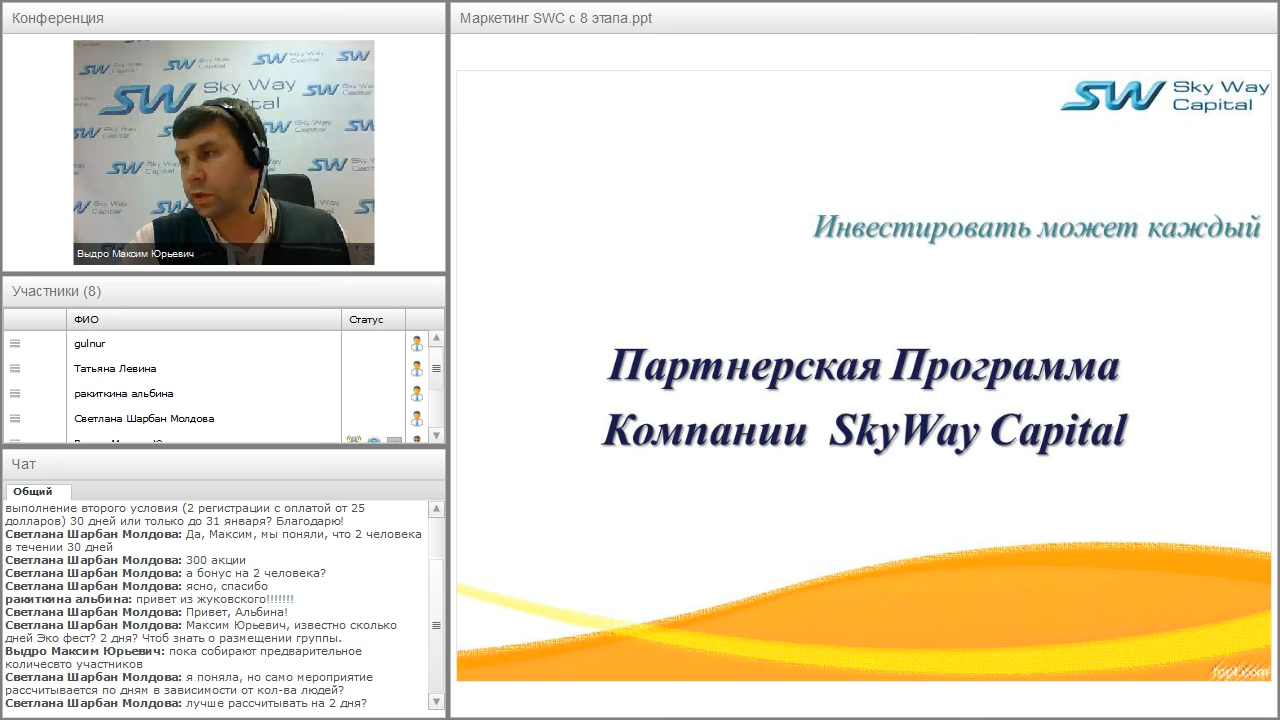 Конференция
Sky Way
Capital
Выдро Максим Юрьевич
Участники (8)
ФИО
Статус
gulnur
Татьяна Левина
ракиткина альбина
Светлана Шарбан Молдова
Чат
Общий
выполнение второго условия (2 регистрации с оплатой от 25
долларов) 30 дней или только до 31 января? Благодарю!
Светлана Шарбан Молдова: Да, Максим, мы поняли, что 2 человека
в течении 30 дней
Светлана Шарбан Молдова: 300 акции
Светлана Шарбан Молдова: а бонус на 2 человека?
Светлана Шарбан Молдова: ясно, спасибо
ракиткина альбина: привет из жуковского!!!!!!!
Светлана Шарбан Молдова: Привет, Альбина!
Светлана Шарбан Молдова: Максим Юрьевич, известно сколько
дней Эко фест? 2 дня? Чтоб знать о размещении группы.
Выдро Максим Юрьевич: пока собирают предварительное
количесвто участников
Светлана Шарбан Молдова: я поняла, но само мероприятие
рассчитывается по дням в зависимости от кол-ва людей?
Светлана Шарбан Молдова: лучше рассчитывать на 2 дня?
Маркетинг SWC с 8 этапа.ppt
SW Sky Way
Capital
Инвестировать может каждый
Партнерская Программа
Компании SkyWay Capital